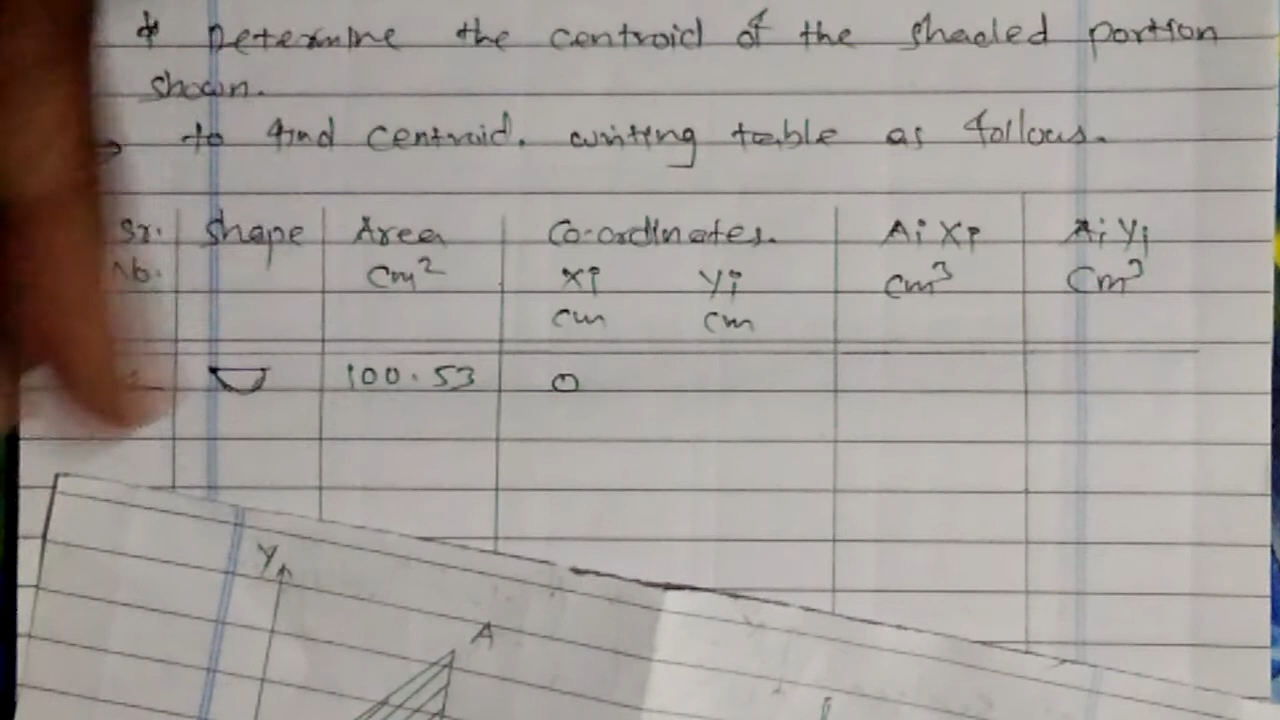 * Determine the centroid of the shaded portion
shown.
→ to find centroid. writing table as follows.
Sr. Shape Area Co-ordinates. AiXi AiYi
No. cm² Xi Yi cm³ cm³
cm cm
100.53 0
Y
A